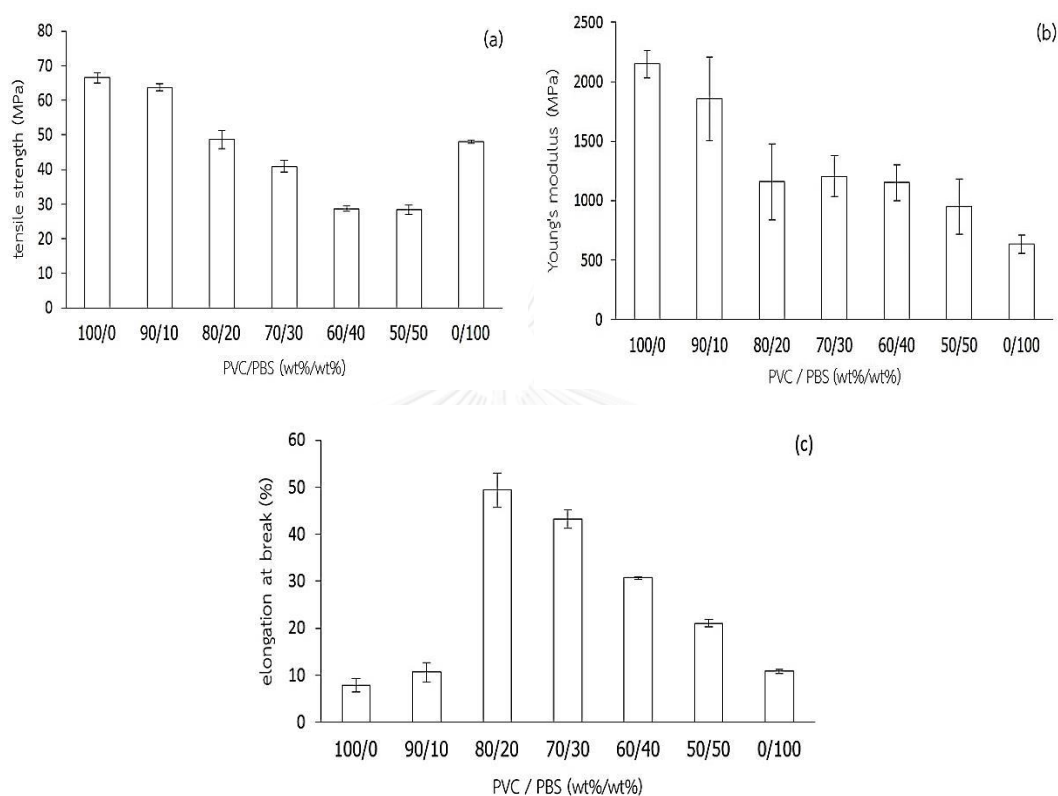 (a)
tensile strength (MPa)
80
70
60
50
40
30
20
10
0
100/0 90/10 80/20 70/30 60/40 50/50 0/100
PVC/PBS (wt%/wt%)
(b)
Young's modulus (MPa)
2500
2000
1500
1000
500
0
100/0 90/10 80/20 70/30 60/40 50/50 0/100
PVC / PBS (wt%/wt%)
(c)
elongation at break (%)
60
50
40
30
20
10
0
100/0 90/10 80/20 70/30 60/40 50/50 0/100
PVC / PBS (wt%/wt%)